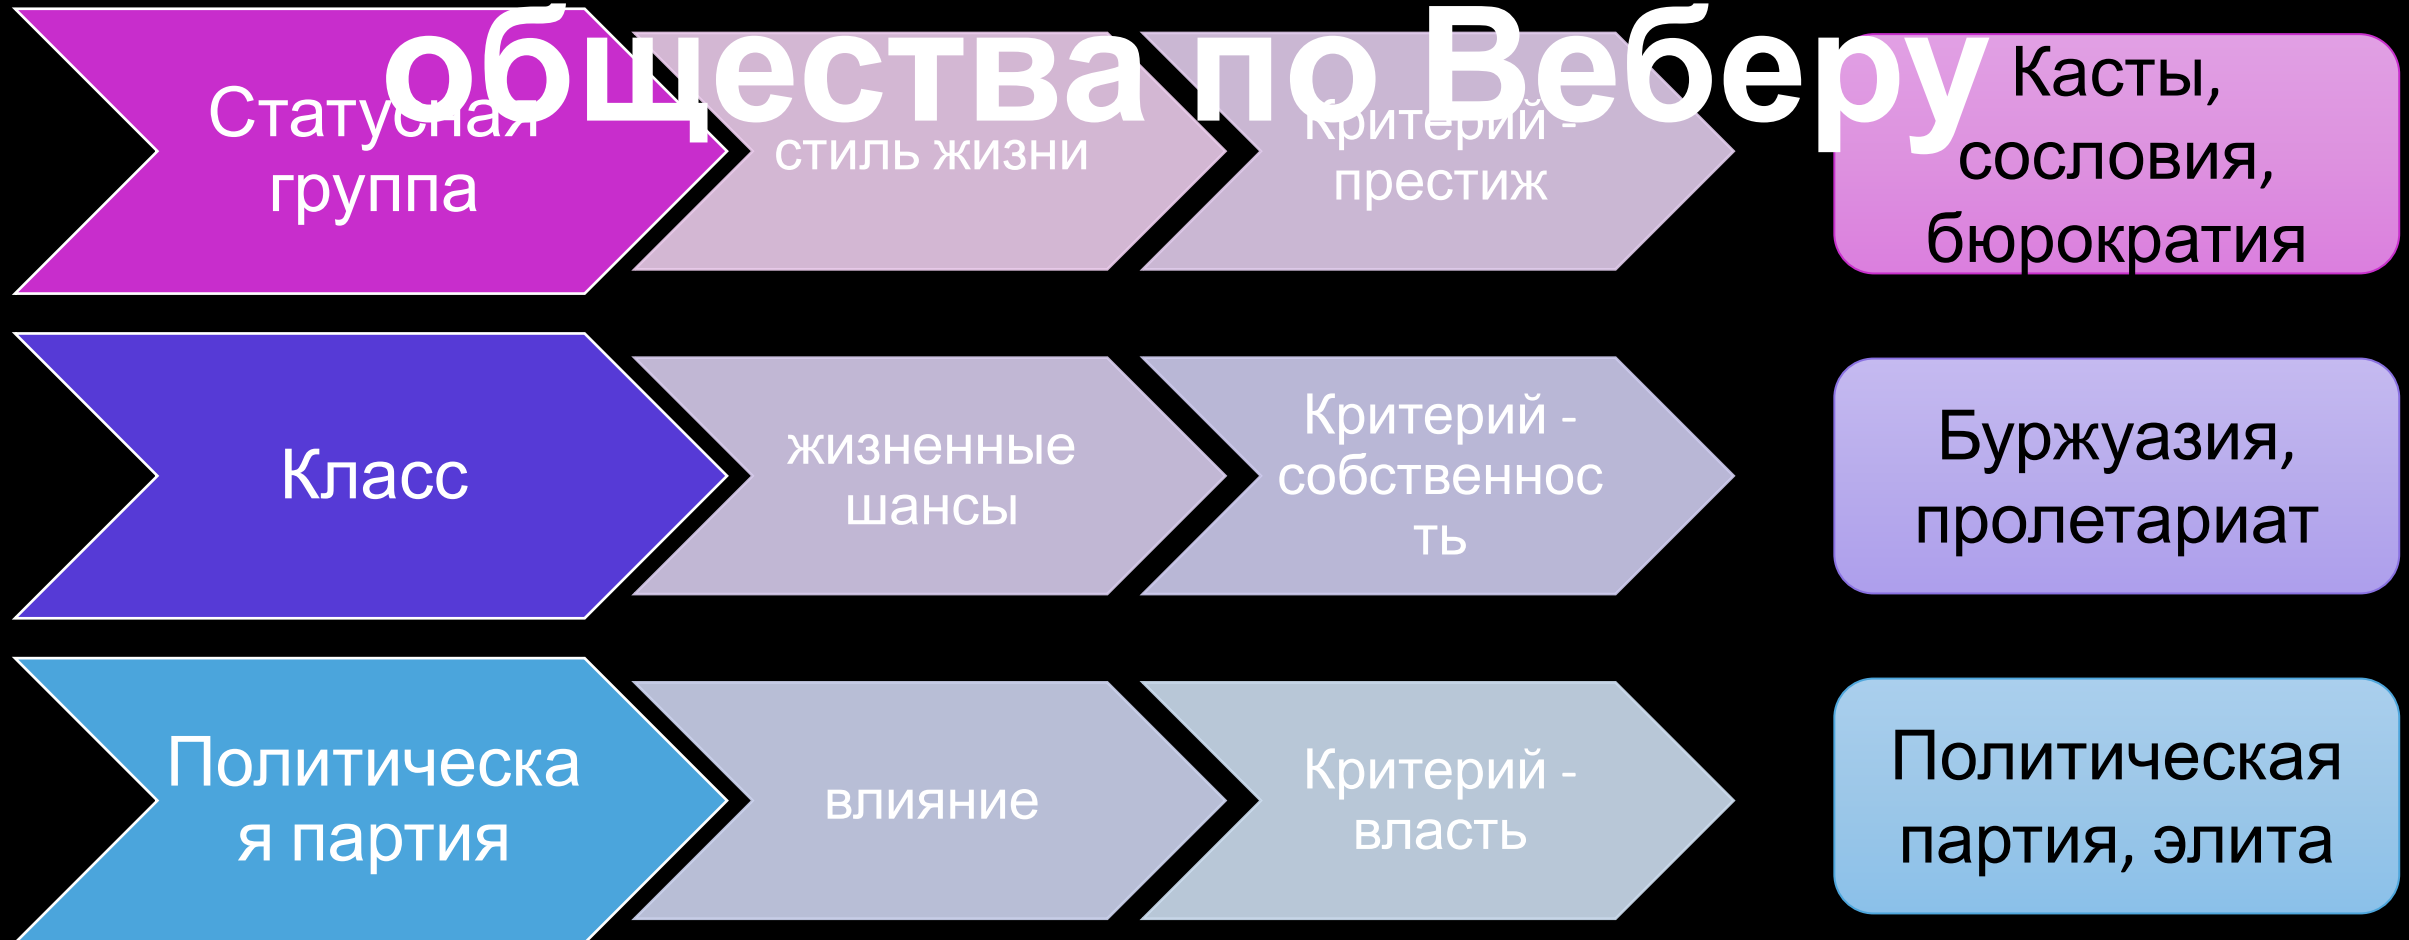 общества по Веберу
Статусная
группа
стиль жизни
Критерий -
престиж
Касты,
сословия,
бюрократия
Класс
жизненные
шансы
Критерий -
собственнос
ть
Буржуазия,
пролетариат
Политическа
я партия
влияние
Критерий -
власть
Политическая
партия, элита